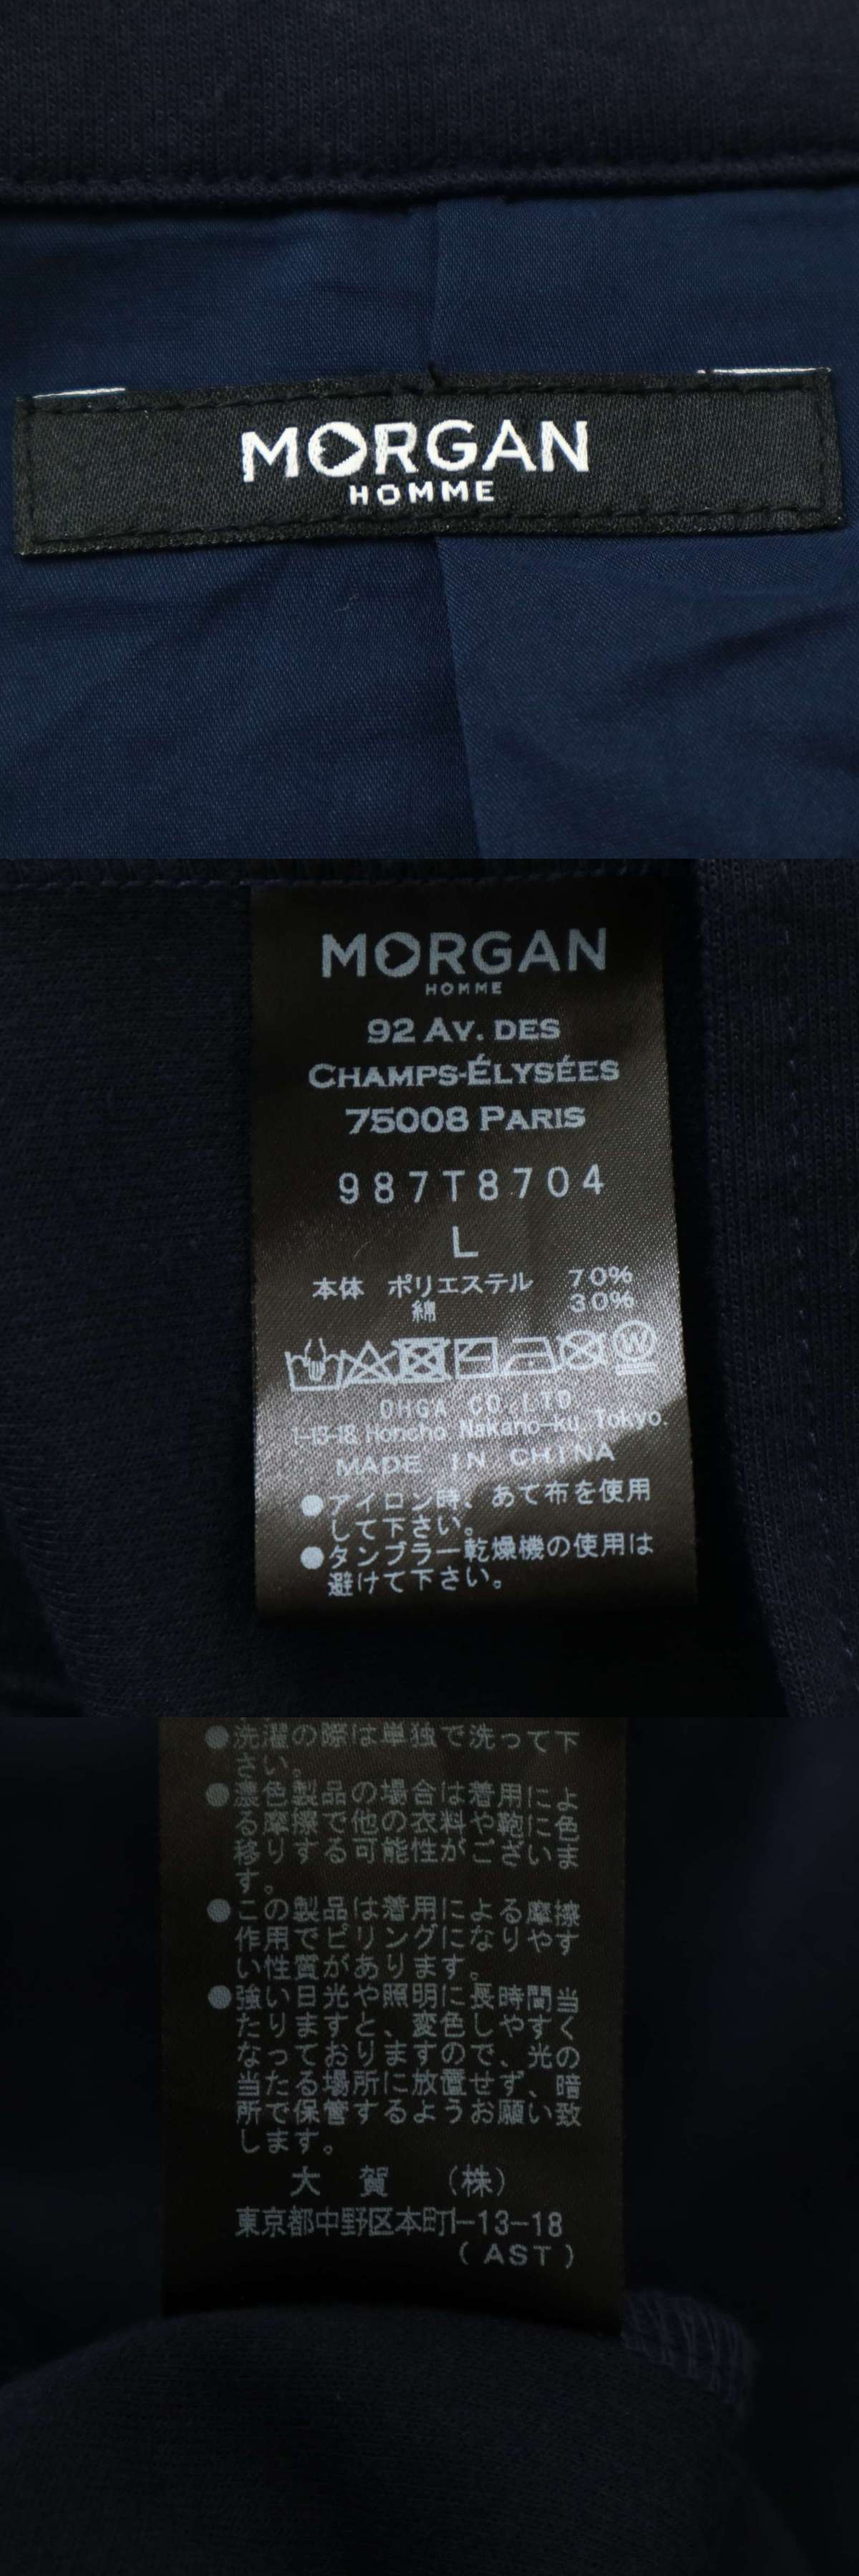 MORGAN
HOMME
MORGAN
HOMME
92 AV. DES
CHAMPS-ÉLYSÉES
75008 PARIS
987T8704
L
本体 ポリエステル 70%
綿 30%
W
OHGA CO.,LTD
1-13-18, Honcho Nakano-ku, Tokyo.
MADE IN CHINA
●アイロン時、あて布を使用
して下さい。
●タンブラー乾燥機の使用は
避けて下さい。
●洗濯の際は単独で洗って下
さい。
●濃色製品の場合は着用によ
る摩擦で他の衣料や鞄に色
移りする可能性がございま
す。
●この製品は着用による摩擦
作用でピリングになりやす
い性質があります。
●強い日光や照明に長時間当
たりますと、変色しやすく
なっておりますので、光の
当たる場所に放置せず、暗
所で保管するようお願い致
します。
大 賀 （株）
東京都中野区本町1-13-18
(AST)